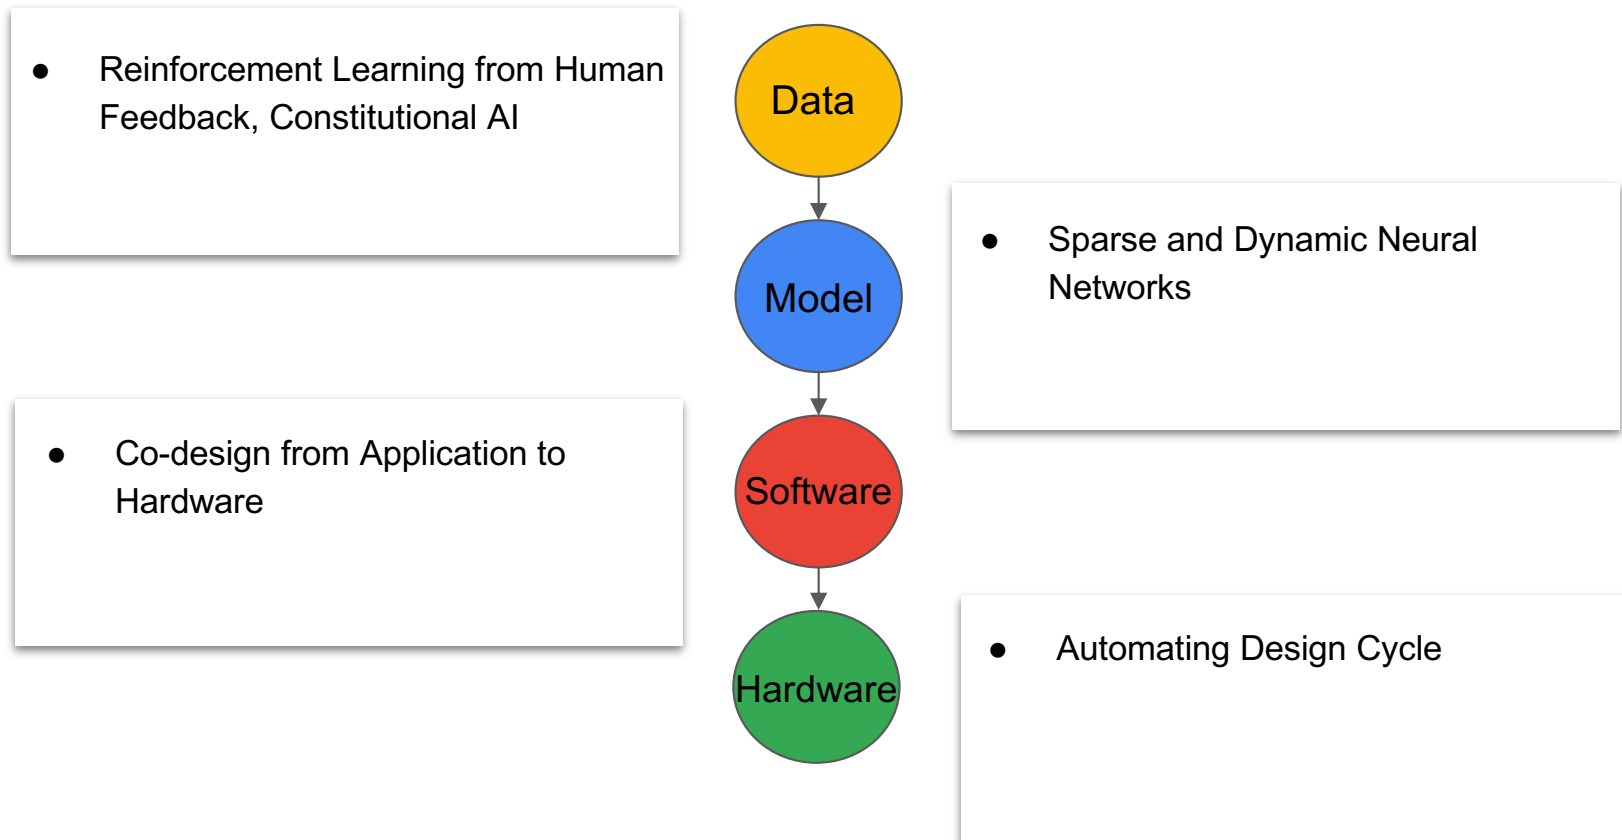 ● Reinforcement Learning from Human
Feedback, Constitutional AI
Data
● Sparse and Dynamic Neural
Networks
Model
● Co-design from Application to
Hardware
Software
● Automating Design Cycle
Hardware